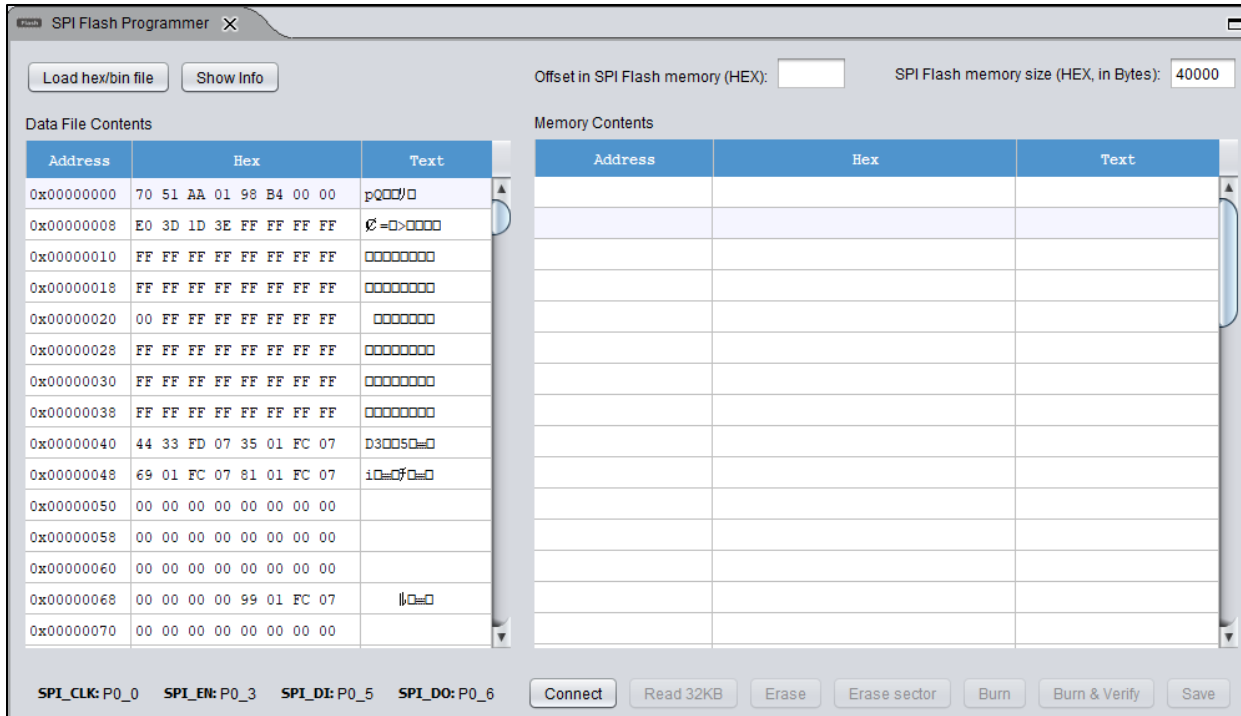 Flash SPI Flash Programmer
Load hex/bin file Show Info Offset in SPI Flash memory (HEX): SPI Flash memory size (HEX, in Bytes): 40000
Data File Contents Memory Contents
Address Hex Text Address Hex Text
0x00000000 70 51 AA 01 98 B4 00 00 pQ
0x00000008 E0 3D 1D 3E FF FF FF FF =□>□□□□
0x00000010 FF FF FF FF FF FF FF FF □□□□□□□□
0x00000018 FF FF FF FF FF FF FF FF □□□□□□□□
0x00000020 00 FF FF FF FF FF FF FF □□□□□□□
0x00000028 FF FF FF FF FF FF FF FF □□□□□□□□
0x00000030 FF FF FF FF FF FF FF FF □□□□□□□□
0x00000038 FF FF FF FF FF FF FF FF □□□□□□□□
0x00000040 44 33 FD 07 35 01 FC 07 D3□□5□
0x00000048 69 01 FC 07 81 01 FC 07 i□
0x00000050 00 00 00 00 00 00 00 00
0x00000058 00 00 00 00 00 00 00 00
0x00000060 00 00 00 00 00 00 00 00
0x00000068 00 00 00 00 99 01 FC 07
0x00000070 00 00 00 00 00 00 00 00
SPI_CLK: P0_0 SPI_EN: P0_3 SPI_DI: P0_5 SPI_DO: P0_6 Connect Read 32KB Erase Erase sector Burn Burn & Verify Save